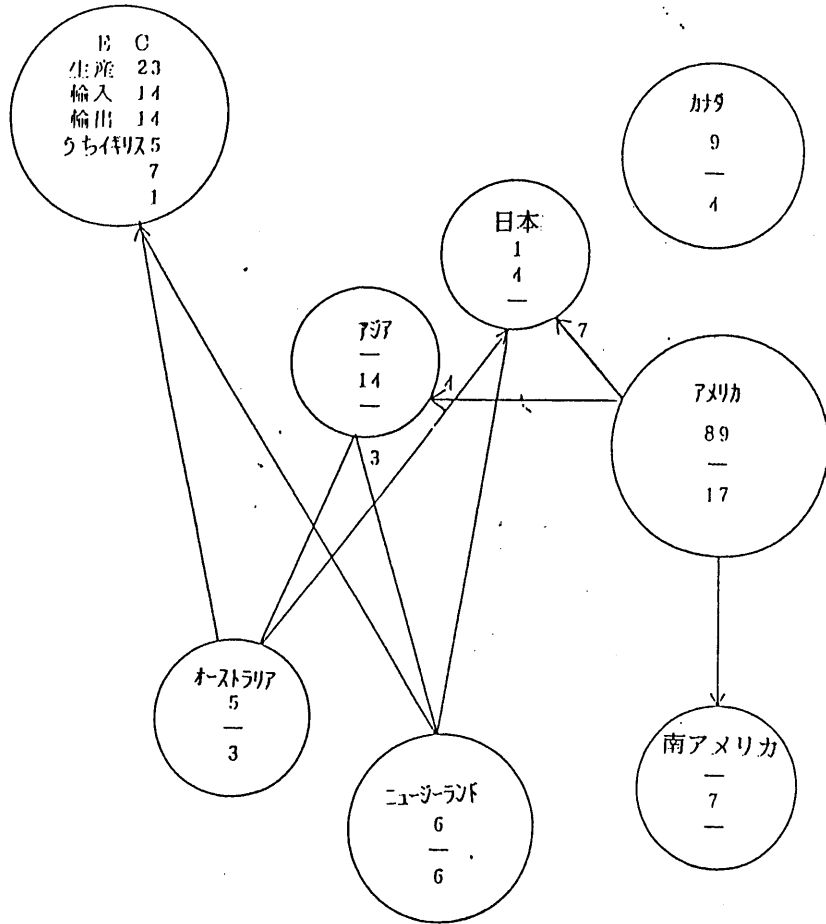 E C
生産 23
輸入 14
輸出 14
うちイギリス5
7
1
カナダ
9
—
4
日本
1
4
—
アジア
—
14
—
7
4
3
アメリカ
89
—
17
オーストラリア
5
—
3
ニュージーランド
6
—
6
南アメリカ
—
7
—